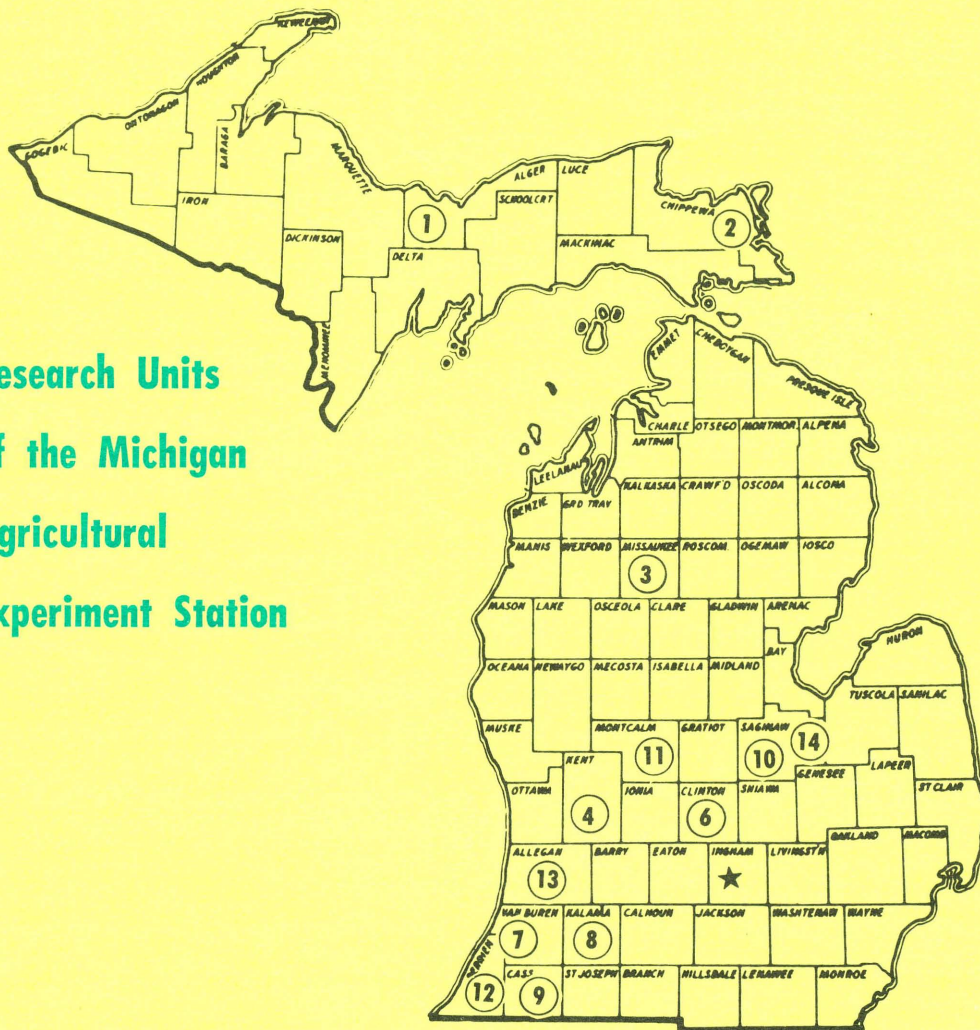 KEWEENAW
HOUGHTON
ONTONAGON
GOGEBIC
BARAGA
MARQUETTE
ALGER
LUCE
IRON
SCHOOLCRT
CHIPPEWA
1
2
DICKINSON
DELTA
MACKINAC
MENOMINEE
esearch Units
f the Michigan
gricultural
xperiment Station
EMMET
CHEBOYGAN
PRESQUE ISLE
CHARLE OTSEGO MONTMOR. ALPENA
ANTRIM
LEELANAU
KALKASKA CRAWF'D OSCODA ALCONA
BENZIE GRD TRAV
MANIS WEXFORD MISSAUKEE ROSCOM. OGEMAW IOSCO
3
MASON LAKE OSCEOLA CLARE GLADWIN ARENAC
HURON
BAY
OCEANA NEWAYGO MECOSTA ISABELLA MIDLAND
TUSCOLA SANILAC
MUSKE MONTCALM GRATIOT SAGINAW
11 10 14
KENT
GENESEE LAPEER
OTTAWA IONIA CLINTON SHIAWA ST CLAIR
4 6
OAKLAND MACOMB
ALLEGAN BARRY EATON INGHAM LIVINGST'N
13 ★
VAN BUREN KALAMA CALHOUN JACKSON WASHTENAW WAYNE
7 8
BERRIEN
CASS ST JOSEPH BRANCH HILLSDALE LENAWEE MONROE
12 9